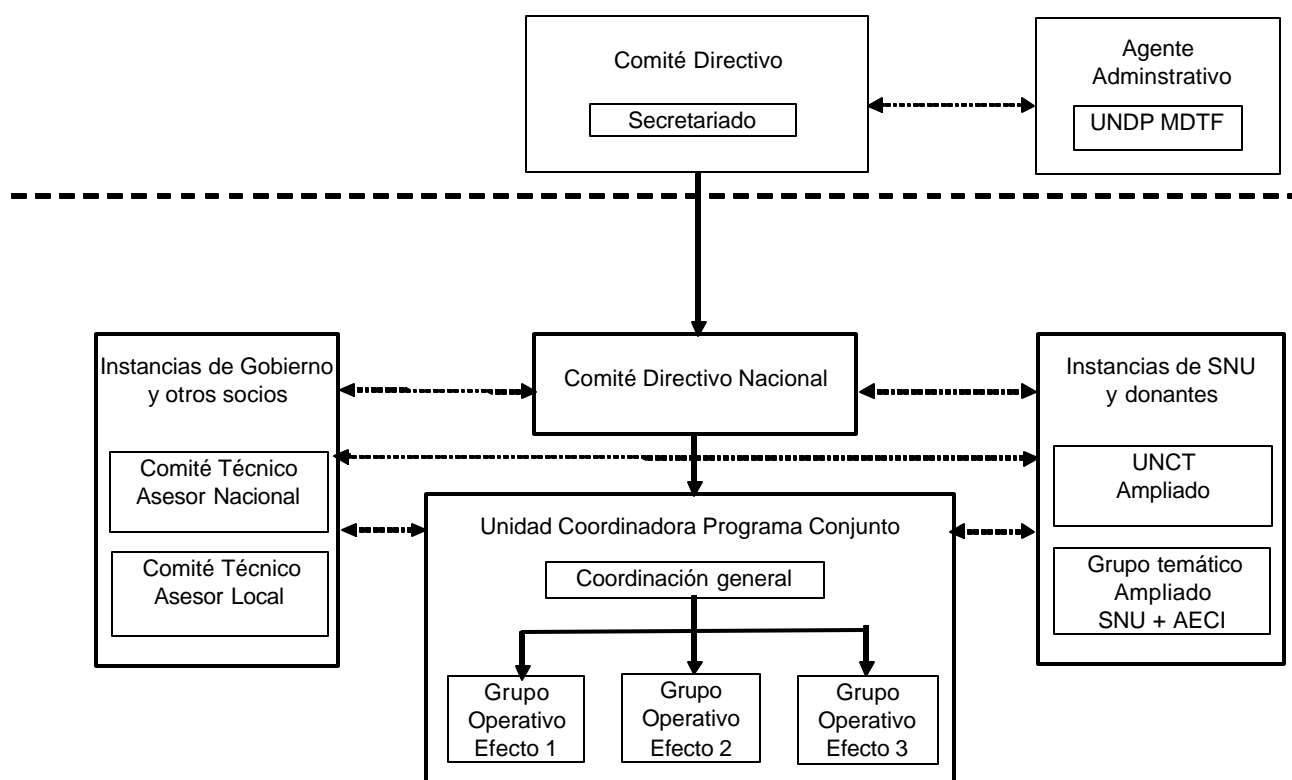 Comité Directivo
Secretariado
Agente
Adminstrativo
UNDP MDTF
Instancias de Gobierno
y otros socios
Comité Técnico
Asesor Nacional
Comité Técnico
Asesor Local
Comité Directivo Nacional
Instancias de SNU
y donantes
UNCT
Ampliado
Grupo temático
Ampliado
SNU + AECI
Unidad Coordinadora Programa Conjunto
Coordinación general
Grupo
Operativo
Efecto 1
Grupo
Operativo
Efecto 2
Grupo
Operativo
Efecto 3